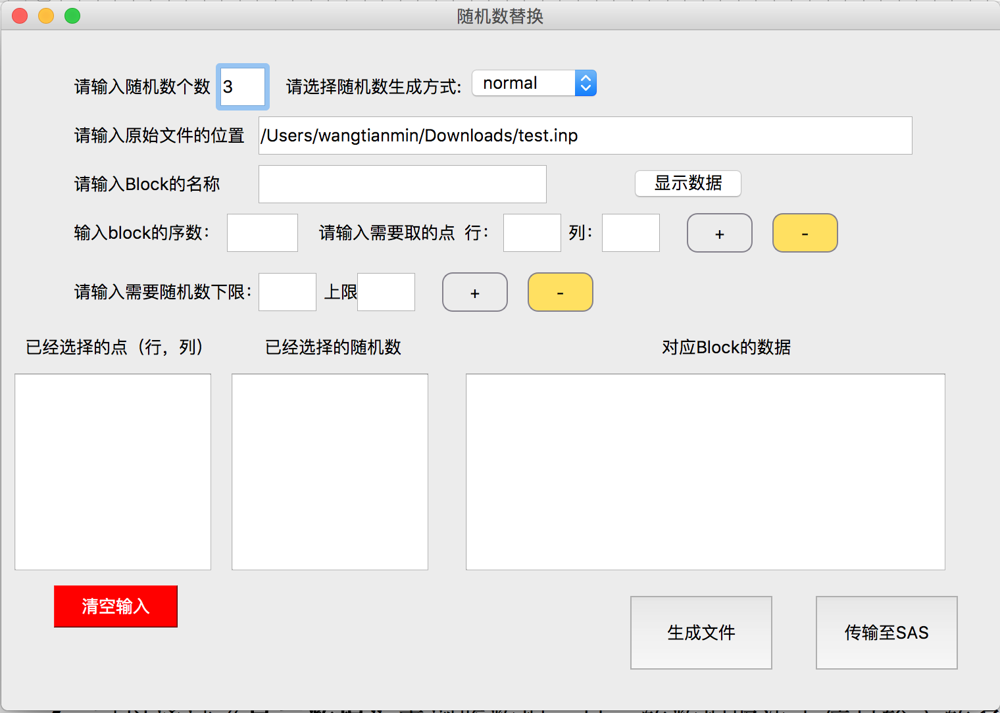 随机数替换
请输入随机数个数 3 请选择随机数生成方式: normal
请输入原始文件的位置 /Users/wangtianmin/Downloads/test.inp
请输入Block的名称 显示数据
输入block的序数： 请输入需要取的点 行： 列： + -
请输入需要随机数下限： 上限 + -
已经选择的点（行，列） 已经选择的随机数 对应Block的数据
清空输入
生成文件 传输至SAS